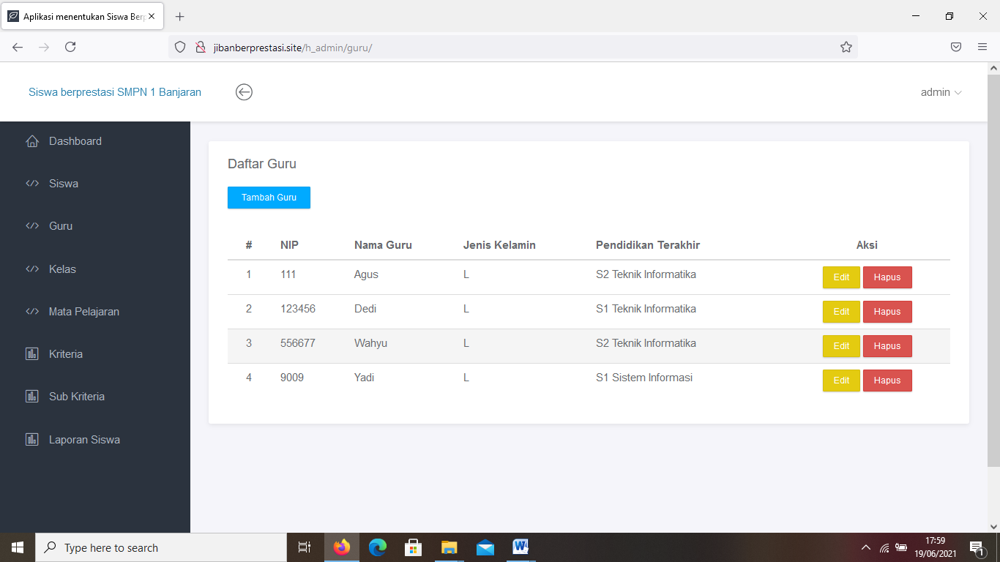 Aplikasi menentukan Siswa Berp
jibanberprestasi.site/h_admin/guru/
Siswa berprestasi SMPN 1 Banjaran
admin
Dashboard
Siswa
Guru
Kelas
Mata Pelajaran
Kriteria
Sub Kriteria
Laporan Siswa
Daftar Guru
Tambah Guru
# NIP Nama Guru Jenis Kelamin Pendidikan Terakhir Aksi
1 111 Agus L S2 Teknik Informatika Edit Hapus
2 123456 Dedi L S1 Teknik Informatika Edit Hapus
3 556677 Wahyu L S2 Teknik Informatika Edit Hapus
4 9009 Yadi L S1 Sistem Informasi Edit Hapus
Type here to search
17:59
19/06/2021
1